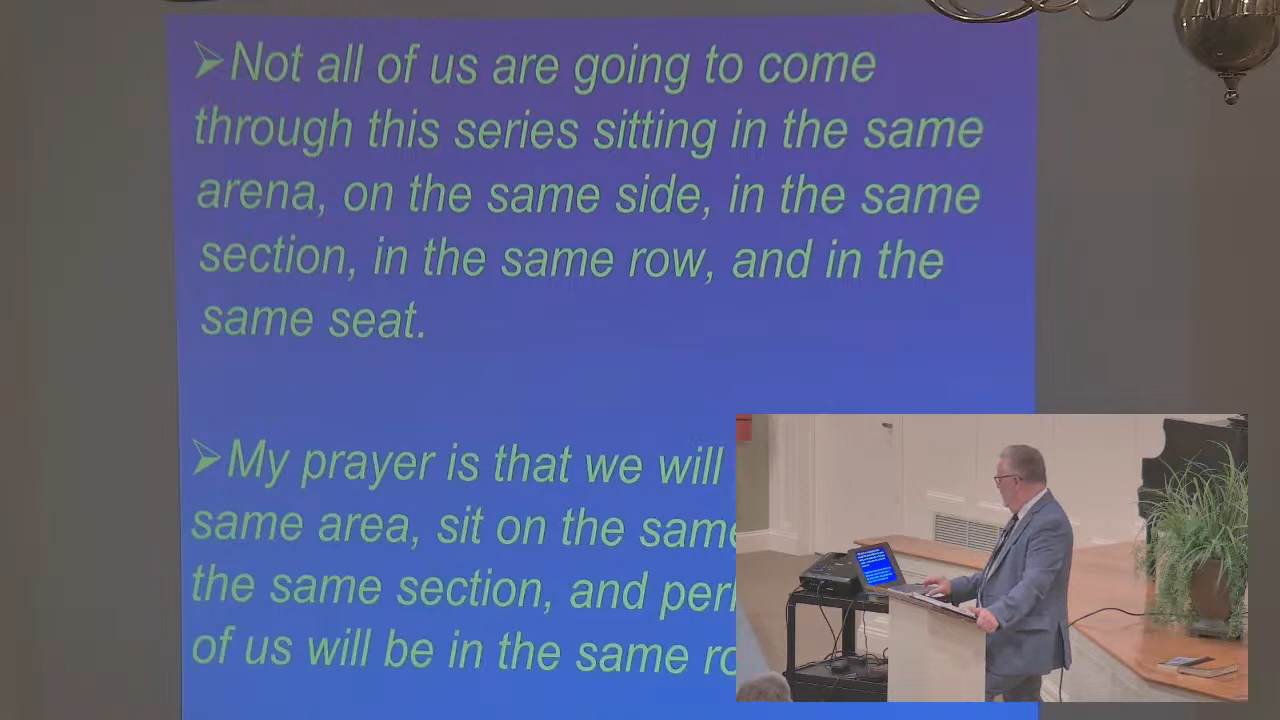 Not all of us are going to come
through this series sitting in the same
arena, on the same side, in the same
section, in the same row, and in the
same seat.
My prayer is that we will
same area, sit on the same
the same section, and
of us will be in the same